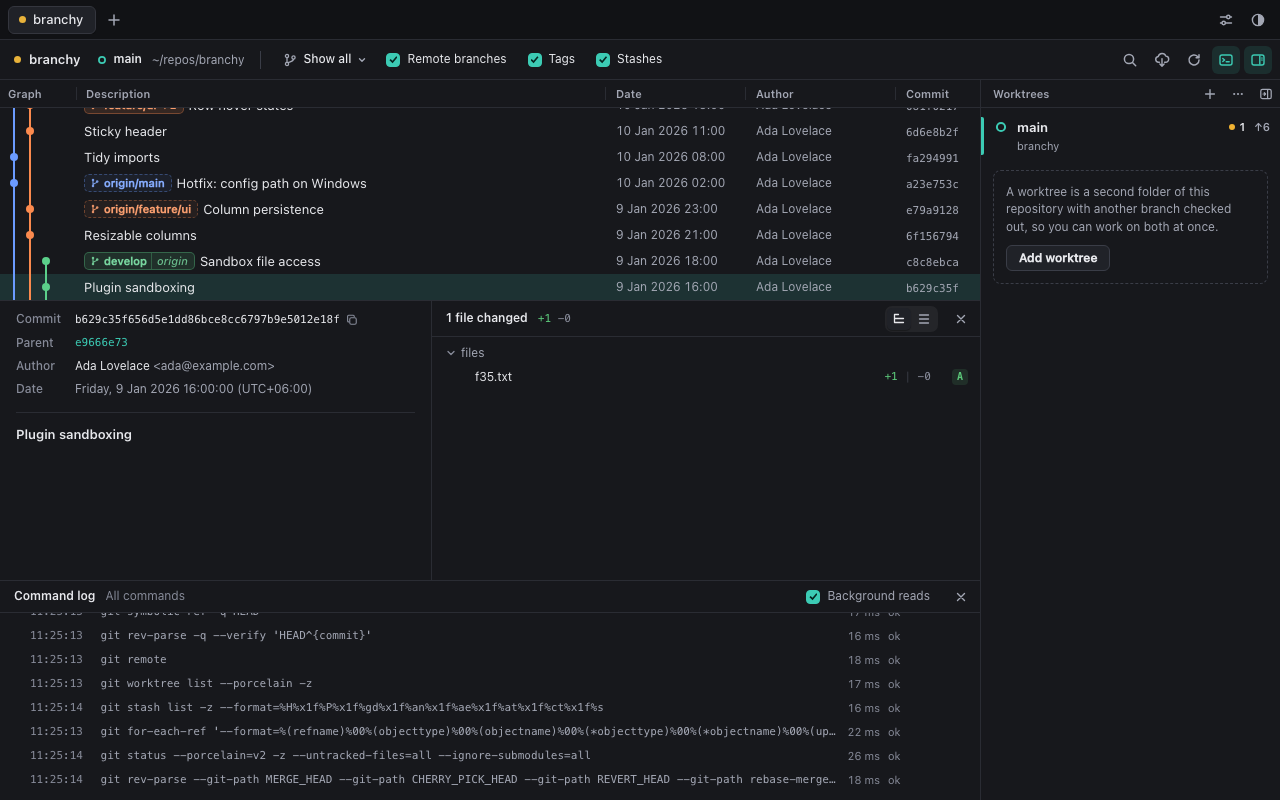 branchy
branchy main ~/repos/branchy Show all Remote branches Tags Stashes
Graph Description Date Author Commit Worktrees
Sticky header 10 Jan 2026 11:00 Ada Lovelace 6d6e8b2f
Tidy imports 10 Jan 2026 08:00 Ada Lovelace fa294991
origin/main Hotfix: config path on Windows 10 Jan 2026 02:00 Ada Lovelace a23e753c
origin/feature/ui Column persistence 9 Jan 2026 23:00 Ada Lovelace e79a9128
Resizable columns 9 Jan 2026 21:00 Ada Lovelace 6f156794
develop origin Sandbox file access 9 Jan 2026 18:00 Ada Lovelace c8c8ebca
Plugin sandboxing 9 Jan 2026 16:00 Ada Lovelace b629c35f
main 1 ↑6
branchy
A worktree is a second folder of this
repository with another branch checked
out, so you can work on both at once.
Add worktree
Commit b629c35f656d5e1dd86bce8cc6797b9e5012e18f
Parent e9666e73
Author Ada Lovelace <ada@example.com>
Date Friday, 9 Jan 2026 16:00:00 (UTC+06:00)
Plugin sandboxing
1 file changed +1 −0
files
f35.txt +1 | −0 A
Command log All commands Background reads
11:25:13 git rev-parse -q --verify 'HEAD^{commit}' 16 ms ok
11:25:13 git remote 18 ms ok
11:25:13 git worktree list --porcelain -z 17 ms ok
11:25:14 git stash list -z --format=%H%x1f%P%x1f%gd%x1f%an%x1f%ae%x1f%at%x1f%ct%x1f%s 16 ms ok
11:25:13 git for-each-ref '--format=%(refname)%00%(objecttype)%00%(objectname)%00%(*objecttype)%00%(*objectname)%00%(up… 22 ms ok
11:25:14 git status --porcelain=v2 -z --untracked-files=all --ignore-submodules=all 26 ms ok
11:25:14 git rev-parse --git-path MERGE_HEAD --git-path CHERRY_PICK_HEAD --git-path REVERT_HEAD --git-path rebase-merge… 18 ms ok